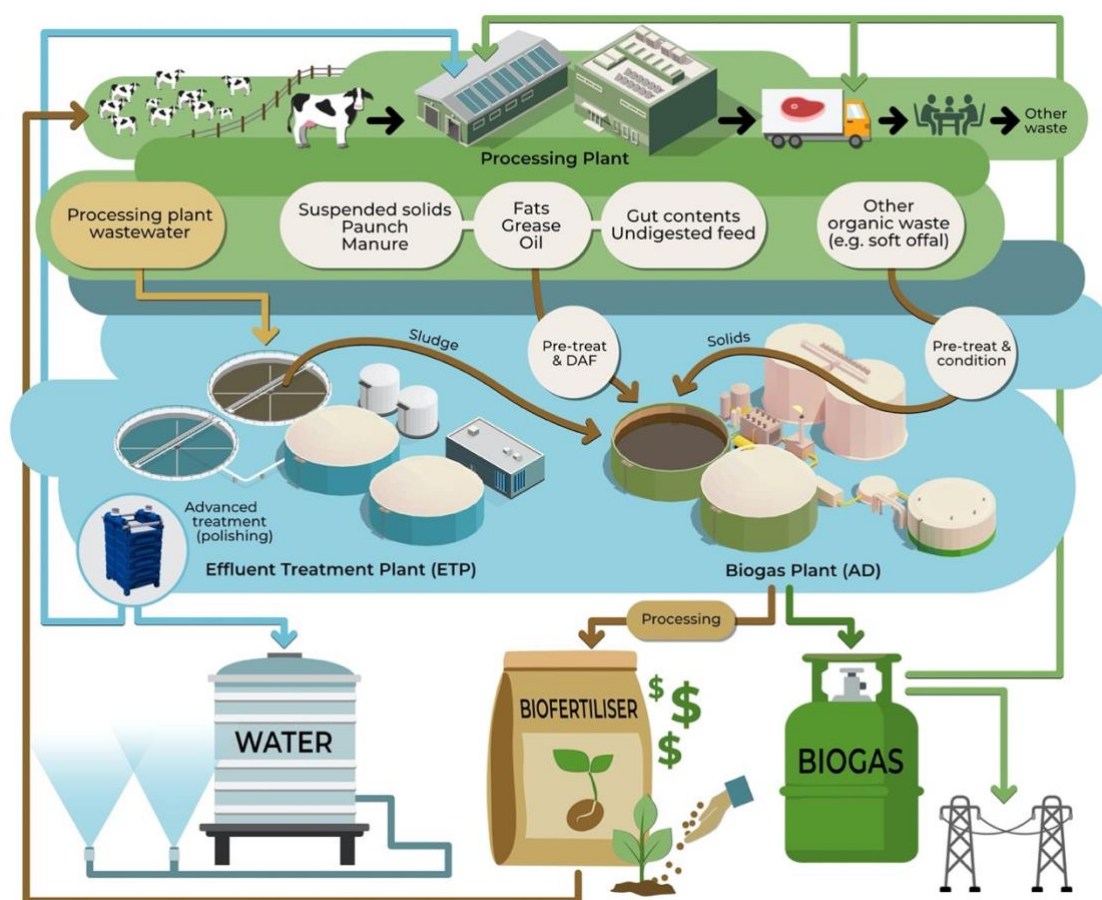 Other
waste
Processing Plant
Processing plant
wastewater
Suspended solids
Paunch
Manure
Fats
Grease
Oil
Gut contents
Undigested feed
Other
organic waste
(e.g. soft offal)
Sludge
Pre-treat
& DAF
Solids
Pre-treat &
condition
Advanced
treatment
(polishing)
Effluent Treatment Plant (ETP)
Biogas Plant (AD)
Processing
WATER
BIOFERTILISER
$
$
$
BIOGAS